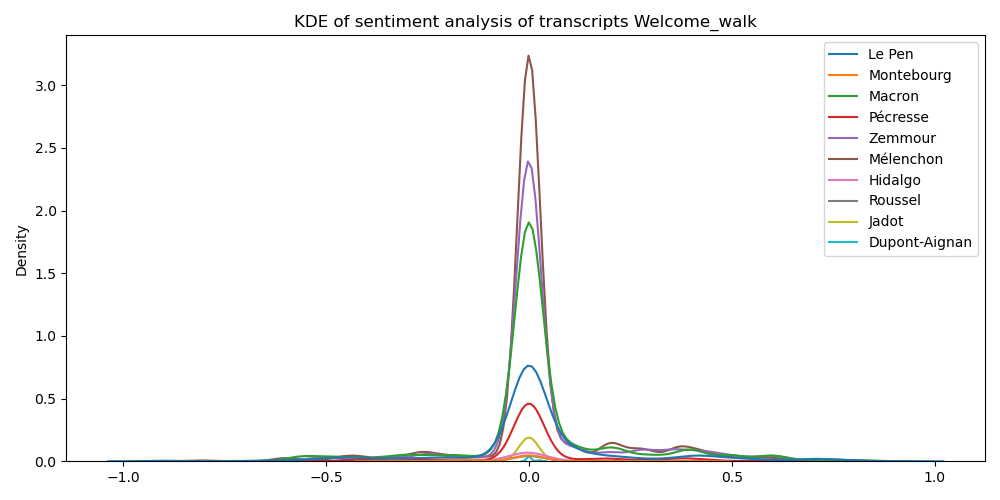 KDE of sentiment analysis of transcripts Welcome_walk
Density
3.0
2.5
2.0
1.5
1.0
0.5
0.0
−1.0
−0.5
0.0
0.5
1.0
Le Pen
Montebourg
Macron
Pécresse
Zemmour
Mélenchon
Hidalgo
Roussel
Jadot
Dupont-Aignan